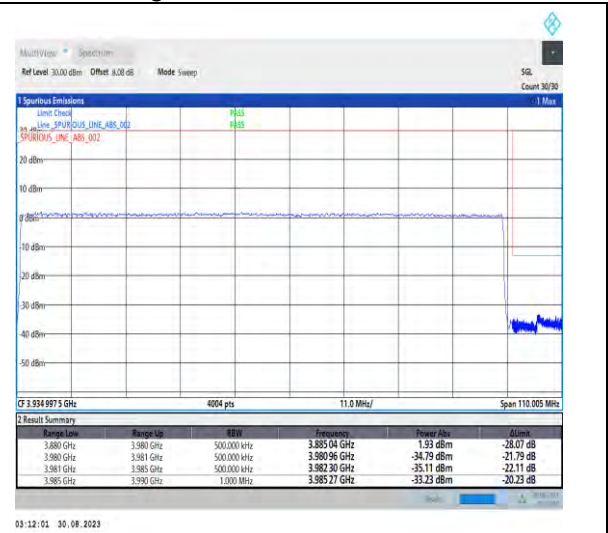 MultiView Spectrum
Ref Level 30.00 dBm Offset 8.08 dB Mode Sweep SGL
Count 30/30
1 Spurious Emissions 1 Max
Limit Check PASS
Line _SPURIOUS_LINE_ABS_002 PASS
_SPURIOUS_LINE_ABS_002
20 dBm
10 dBm
0 dBm
-10 dBm
-20 dBm
-30 dBm
-40 dBm
-50 dBm
CF 3.934 997 5 GHz 4004 pts 11.0 MHz/ Span 110.005 MHz
2 Result Summary
Range Low Range Up RBW Frequency Power Abs ΔLimit
3.880 GHz 3.980 GHz 500.000 kHz 3.885 04 GHz 1.93 dBm -28.07 dB
3.980 GHz 3.981 GHz 500.000 kHz 3.980 96 GHz -34.79 dBm -21.79 dB
3.981 GHz 3.985 GHz 500.000 kHz 3.982 30 GHz -35.11 dBm -22.11 dB
3.985 GHz 3.990 GHz 1.000 MHz 3.985 27 GHz -33.23 dBm -20.23 dB
03:12:01 30.08.2023